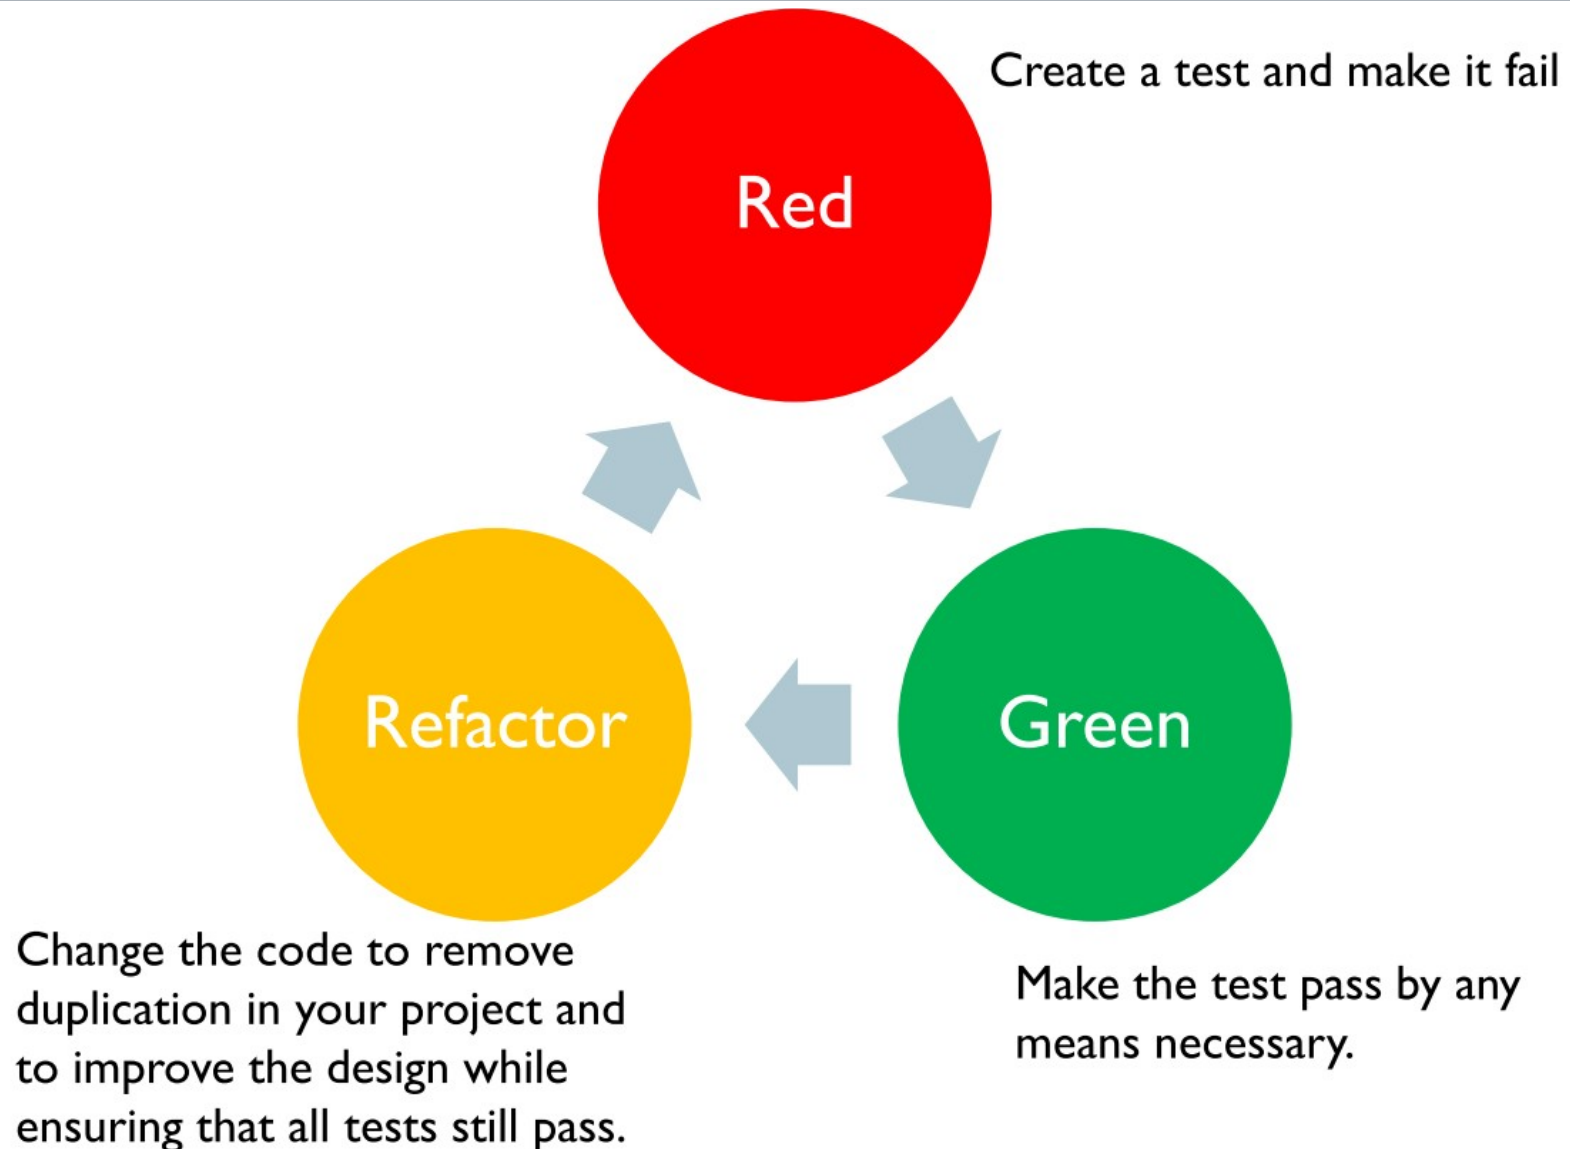 Create a test and make it fail
Red
Refactor
Green
Change the code to remove
duplication in your project and
to improve the design while
ensuring that all tests still pass.
Make the test pass by any
means necessary.